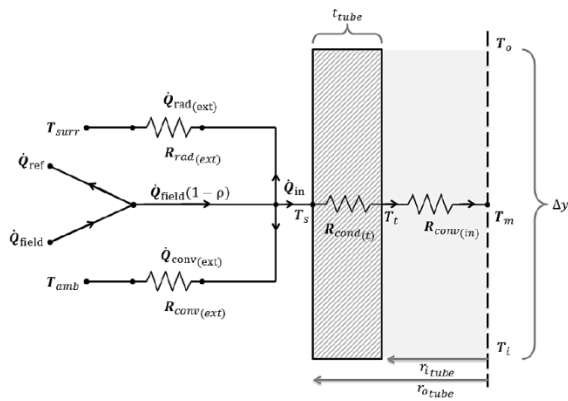 t_tube
T_o
Q̇_rad(ext)
T_surr
R_rad(ext)
Q̇_ref
Q̇_field(1 − ρ)
Q̇_in
T_s
T_t
T_m
Δy
R_cond(t)
R_conv(in)
Q̇_field
Q̇_conv(ext)
T_amb
R_conv(ext)
T_i
r_i tube
r_o tube